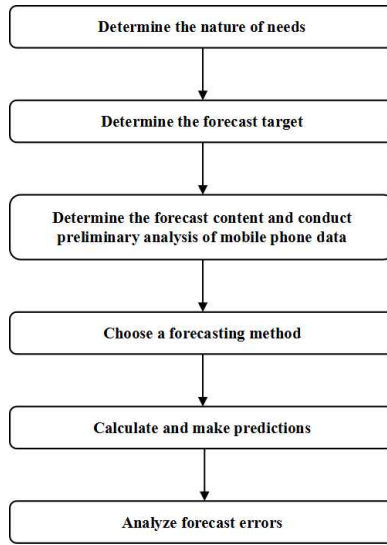 Determine the nature of needs
Determine the forecast target
Determine the forecast content and conduct
preliminary analysis of mobile phone data
Choose a forecasting method
Calculate and make predictions
Analyze forecast errors